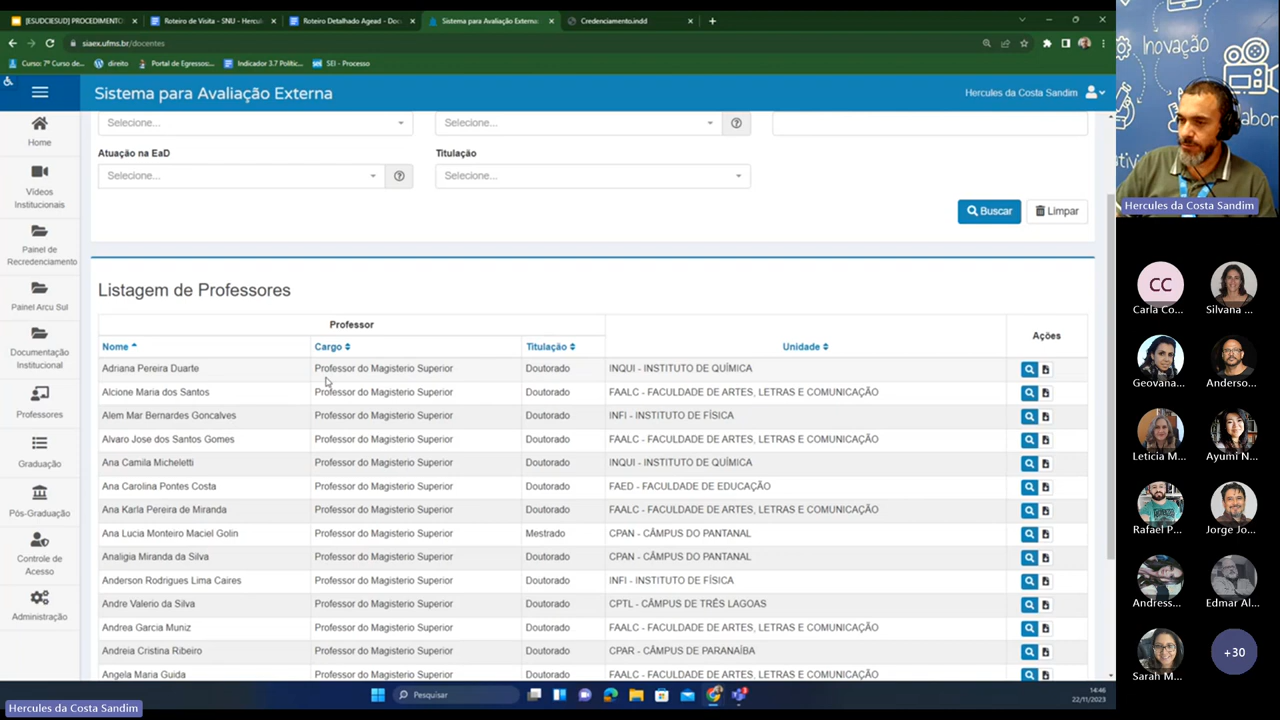 [ESUDCIESUD] PROCEDIMENTO
Roteiro de Visita - SNU - Hercul
Roteiro Detalhado Agead - Doc
Sistema para Avaliação Externa
Credenciamento.indd
siaex.ufms.br/docentes
Curso: 7ª Curso de...
direito
Portal de Egressos:...
Indicador 3.7 Polític...
SEI - Processo
Sistema para Avaliação Externa
Hercules da Costa Sandim
Home
Vídeos
Institucionais
Painel de
Recredenciamento
Painel Arcu Sul
Documentação
Institucional
Professores
Graduação
Pós-Graduação
Controle de
Acesso
Administração
Selecione...
Selecione...
Atuação na EaD
Titulação
Selecione...
Selecione...
Buscar
Limpar
Listagem de Professores
Professor
Unidade
Ações
Nome
Cargo
Titulação
Adriana Pereira Duarte Professor do Magisterio Superior Doutorado INQUI - INSTITUTO DE QUÍMICA
Alcione Maria dos Santos Professor do Magisterio Superior Doutorado FAALC - FACULDADE DE ARTES, LETRAS E COMUNICAÇÃO
Alem Mar Bernardes Goncalves Professor do Magisterio Superior Doutorado INFI - INSTITUTO DE FÍSICA
Alvaro Jose dos Santos Gomes Professor do Magisterio Superior Doutorado FAALC - FACULDADE DE ARTES, LETRAS E COMUNICAÇÃO
Ana Camila Micheletti Professor do Magisterio Superior Doutorado INQUI - INSTITUTO DE QUÍMICA
Ana Carolina Pontes Costa Professor do Magisterio Superior Doutorado FAED - FACULDADE DE EDUCAÇÃO
Ana Karla Pereira de Miranda Professor do Magisterio Superior Doutorado FAALC - FACULDADE DE ARTES, LETRAS E COMUNICAÇÃO
Ana Lucia Monteiro Maciel Golin Professor do Magisterio Superior Mestrado CPAN - CÂMPUS DO PANTANAL
Analigia Miranda da Silva Professor do Magisterio Superior Doutorado CPAN - CÂMPUS DO PANTANAL
Anderson Rodrigues Lima Caires Professor do Magisterio Superior Doutorado INFI - INSTITUTO DE FÍSICA
Andre Valerio da Silva Professor do Magisterio Superior Doutorado CPTL - CÂMPUS DE TRÊS LAGOAS
Andrea Garcia Muniz Professor do Magisterio Superior Doutorado FAALC - FACULDADE DE ARTES, LETRAS E COMUNICAÇÃO
Andreia Cristina Ribeiro Professor do Magisterio Superior Doutorado CPAR - CÂMPUS DE PARANAÍBA
Angela Maria Guida Professor do Magisterio Superior Doutorado FAALC - FACULDADE DE ARTES, LETRAS E COMUNICAÇÃO
Pesquisar
14:46
22/11/2023
Hercules da Costa Sandim
Inovação
Hercules da Costa Sandim
CC
Carla Co...
Silvana ...
Geovana...
Anderso...
Leticia M...
Ayumi N...
Rafael P...
Jorge Jo...
Andress...
Edmar Al...
Sarah M...
+30